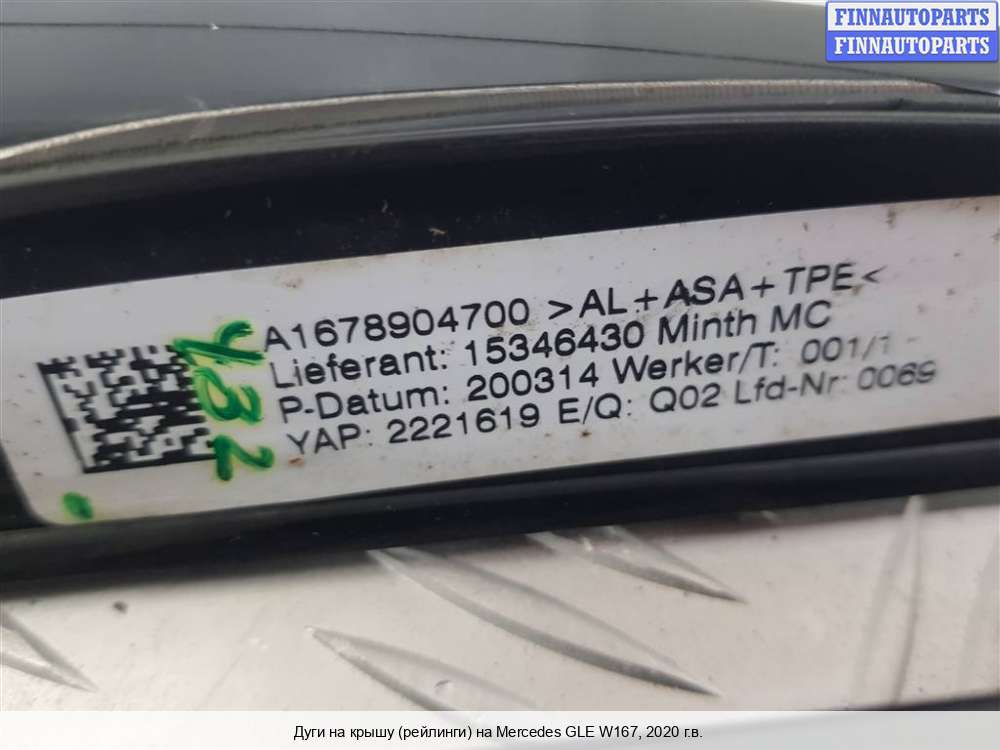 FINNAUTOPARTS
FINNAUTOPARTS
A1678904700 >AL+ASA+TPE<
Lieferant: 15346430 Minth MC
P-Datum: 200314 Werker/T: 001/1
YAP: 2221619 E/Q: Q02 Lfd-Nr: 0069
Дуги на крышу (рейлинги) на Mercedes GLE W167, 2020 г.в.